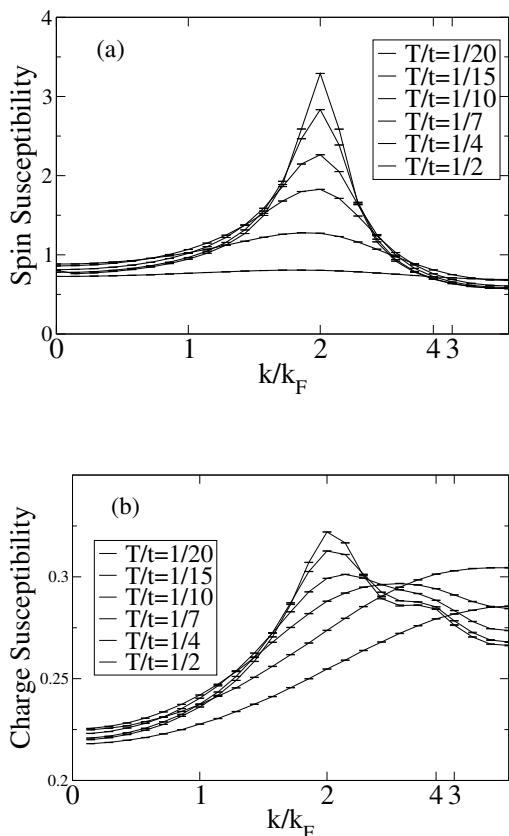 4
(a)
T/t=1/20
T/t=1/15
T/t=1/10
T/t=1/7
T/t=1/4
T/t=1/2
3
2
1
0
Spin Susceptibility
0 1 2 4 3
k/k_F
(b)
T/t=1/20
T/t=1/15
T/t=1/10
T/t=1/7
T/t=1/4
T/t=1/2
0.3
0.25
0.2
Charge Susceptibility
0 1 2 4 3
k/k_F